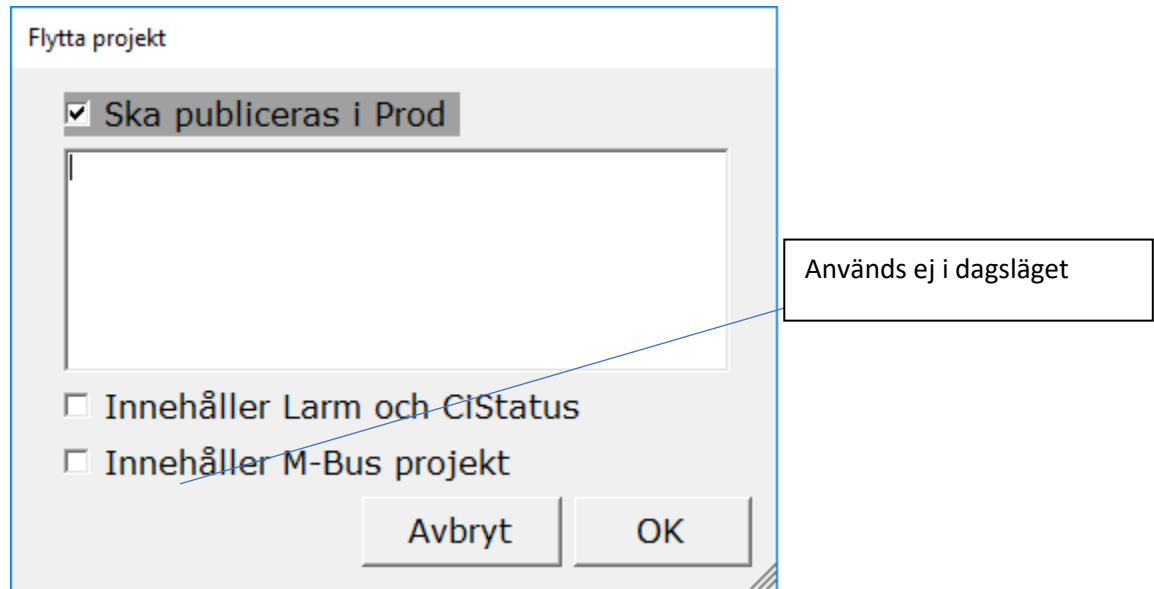 Flytta projekt
Ska publiceras i Prod
Används ej i dagsläget
Innehåller Larm och CiStatus
Innehåller M-Bus projekt
Avbryt OK